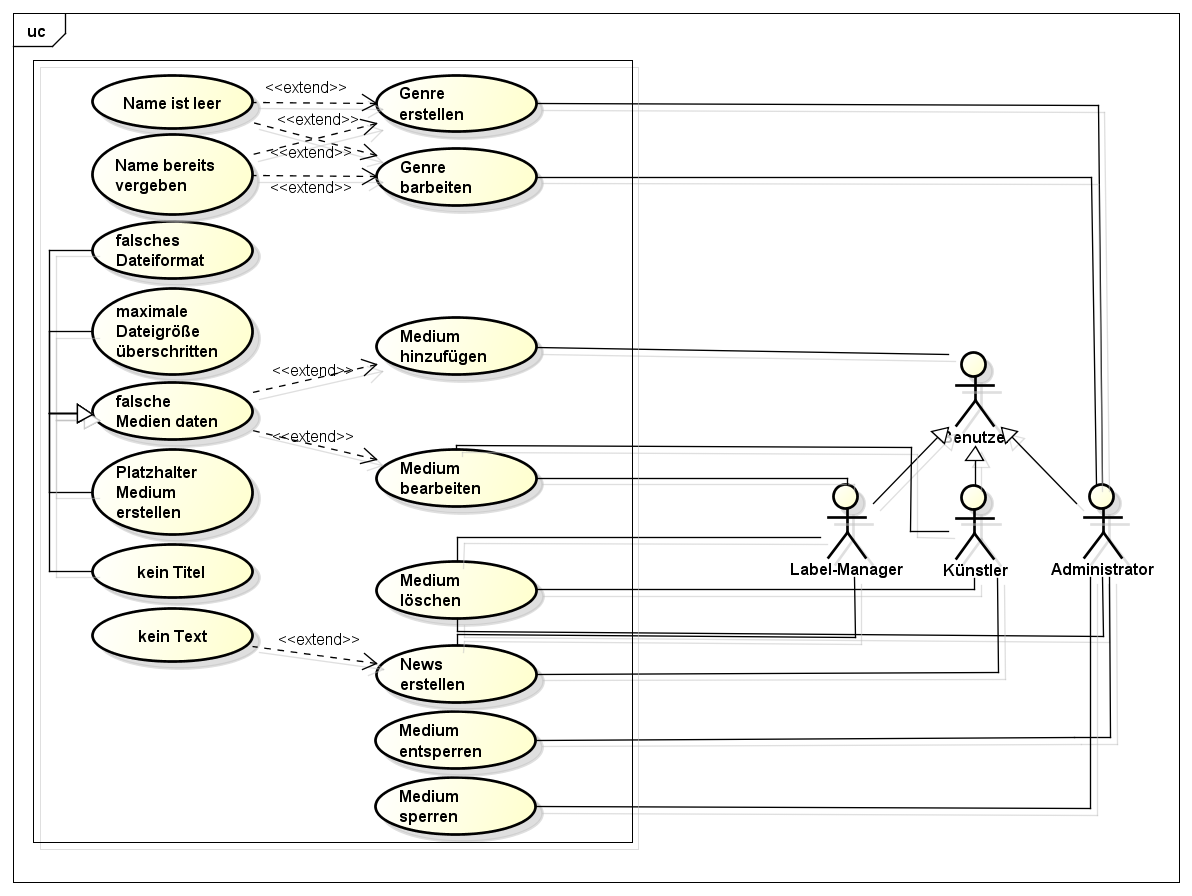 uc
Name ist leer
<<extend>>
Genre
erstellen
<<extend>>
<<extend>>
Name bereits
vergeben
Genre
barbeiten
<<extend>>
falsches
Dateiformat
maximale
Dateigröße
überschritten
Medium
hinzufügen
<<extend>>
falsche
Medien daten
<<extend>>
Benutzer
Medium
bearbeiten
Platzhalter
Medium
erstellen
kein Titel
Medium
löschen
Label-Manager
Künstler
Administrator
kein Text
<<extend>>
News
erstellen
Medium
entsperren
Medium
sperren